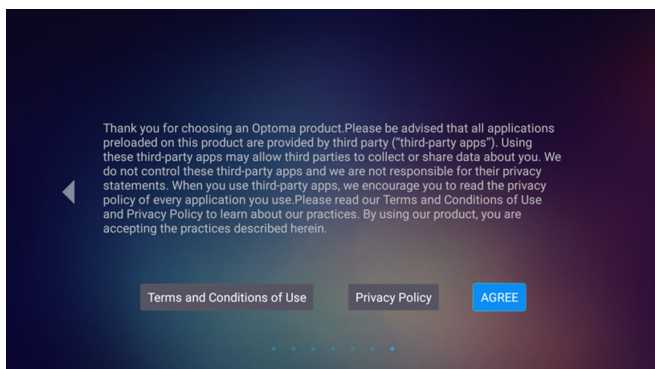 Thank you for choosing an Optoma product.Please be advised that all applications
preloaded on this product are provided by third party (“third-party apps”). Using
these third-party apps may allow third parties to collect or share data about you. We
do not control these third-party apps and we are not responsible for their privacy
statements. When you use third-party apps, we encourage you to read the privacy
policy of every application you use.Please read our Terms and Conditions of Use
and Privacy Policy to learn about our practices. By using our product, you are
accepting the practices described herein.
Terms and Conditions of Use
Privacy Policy
AGREE